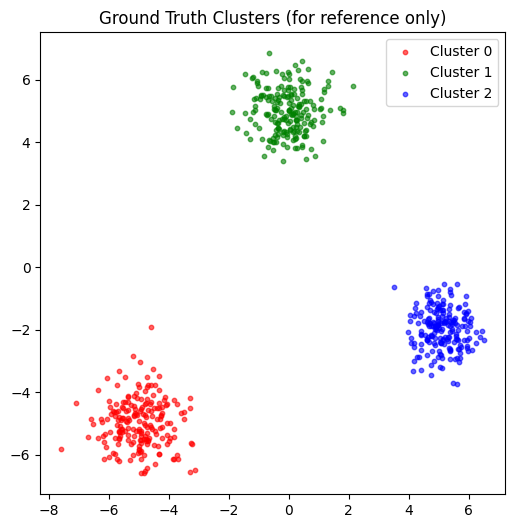 Ground Truth Clusters (for reference only)
Cluster 0
Cluster 1
Cluster 2
6
4
2
0
−2
−4
−6
−8 −6 −4 −2 0 2 4 6